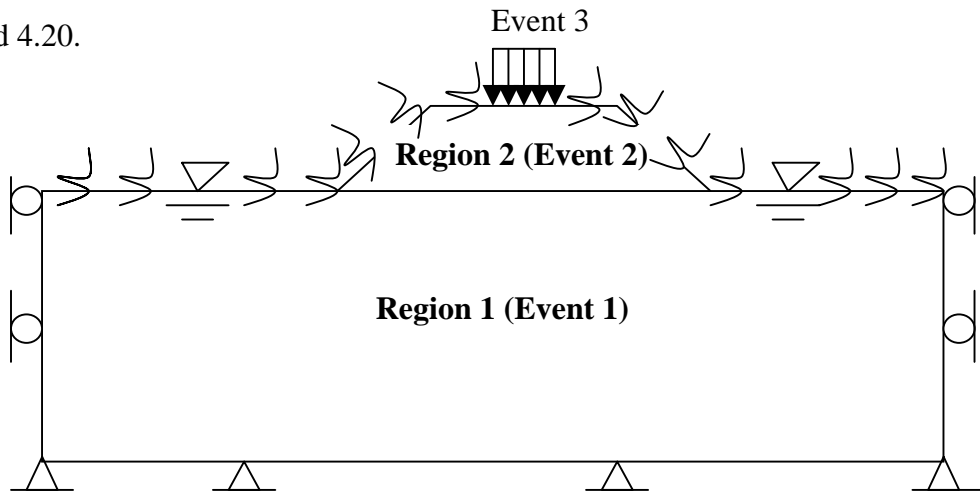 Event 3
d 4.20.
Region 2 (Event 2)
Region 1 (Event 1)